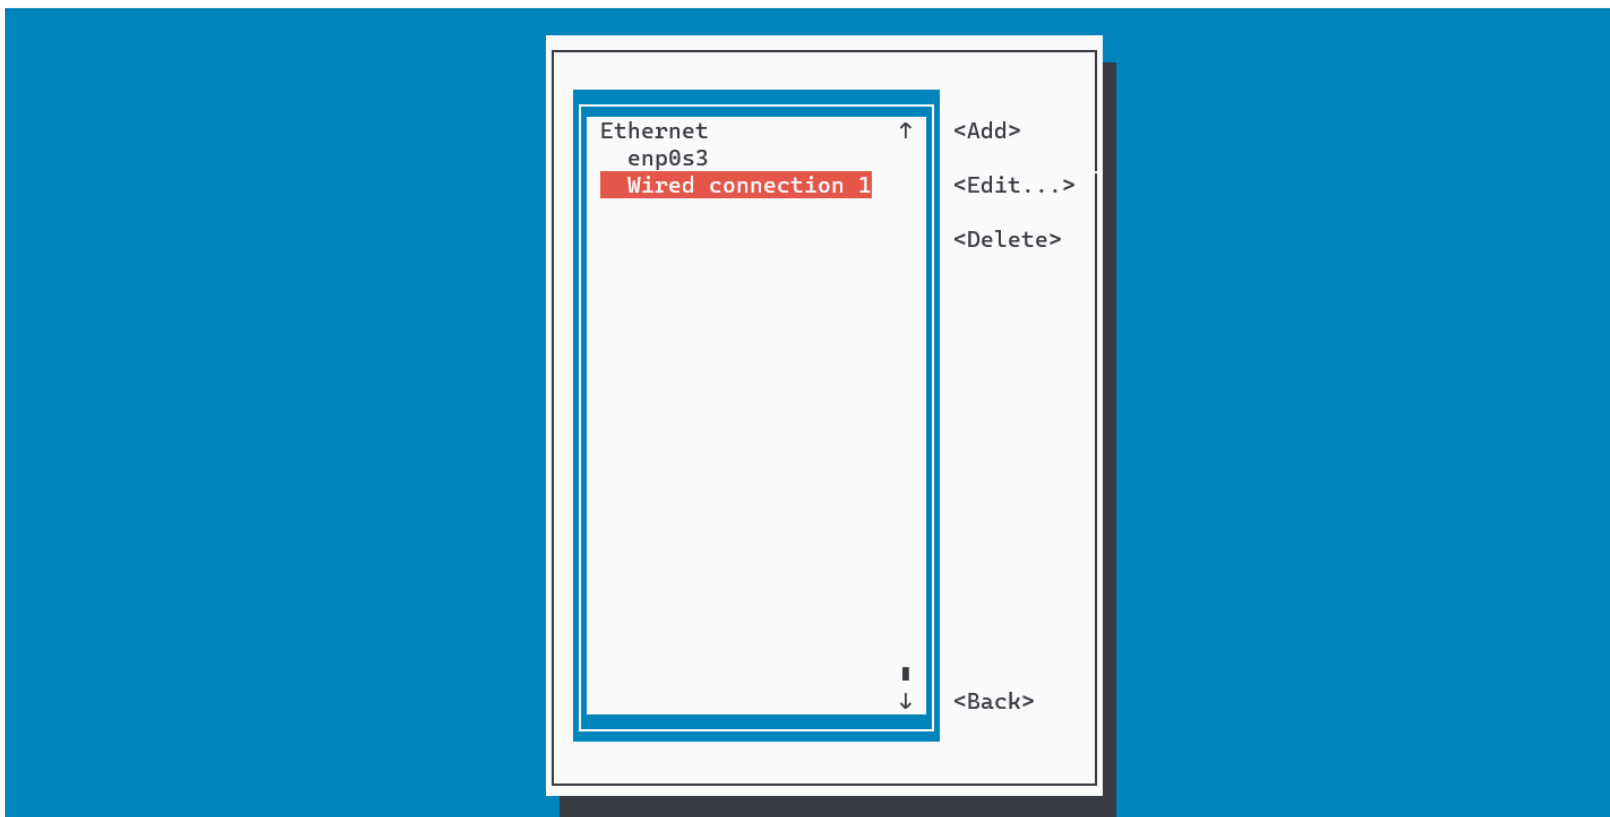 Ethernet ↑ <Add>
enp0s3
Wired connection 1 <Edit...>
<Delete>
↓ <Back>